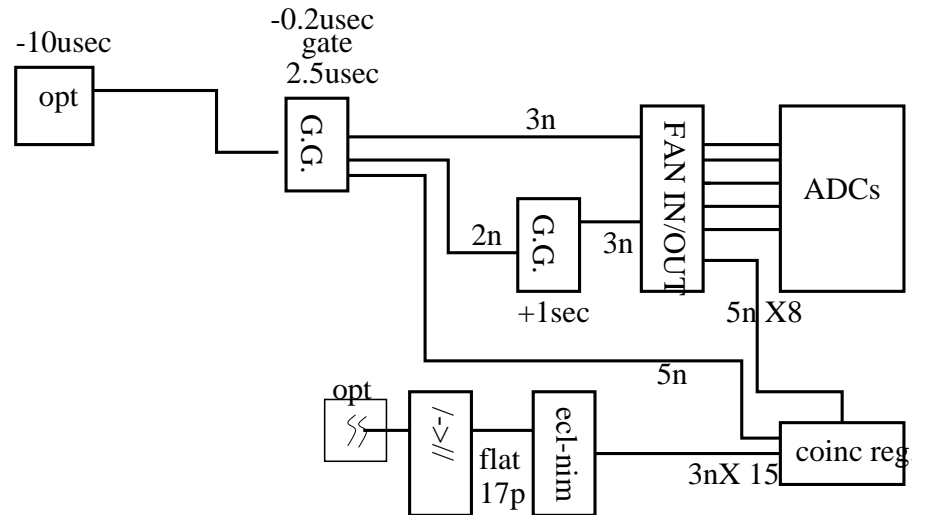 -0.2usec
gate
2.5usec
-10usec
opt
G.G.
3n
FAN IN/OUT
ADCs
2n
G.G.
3n
+1sec
5n X8
5n
opt
/->//
ecl-nim
flat
17p
3nX 15
coinc reg.